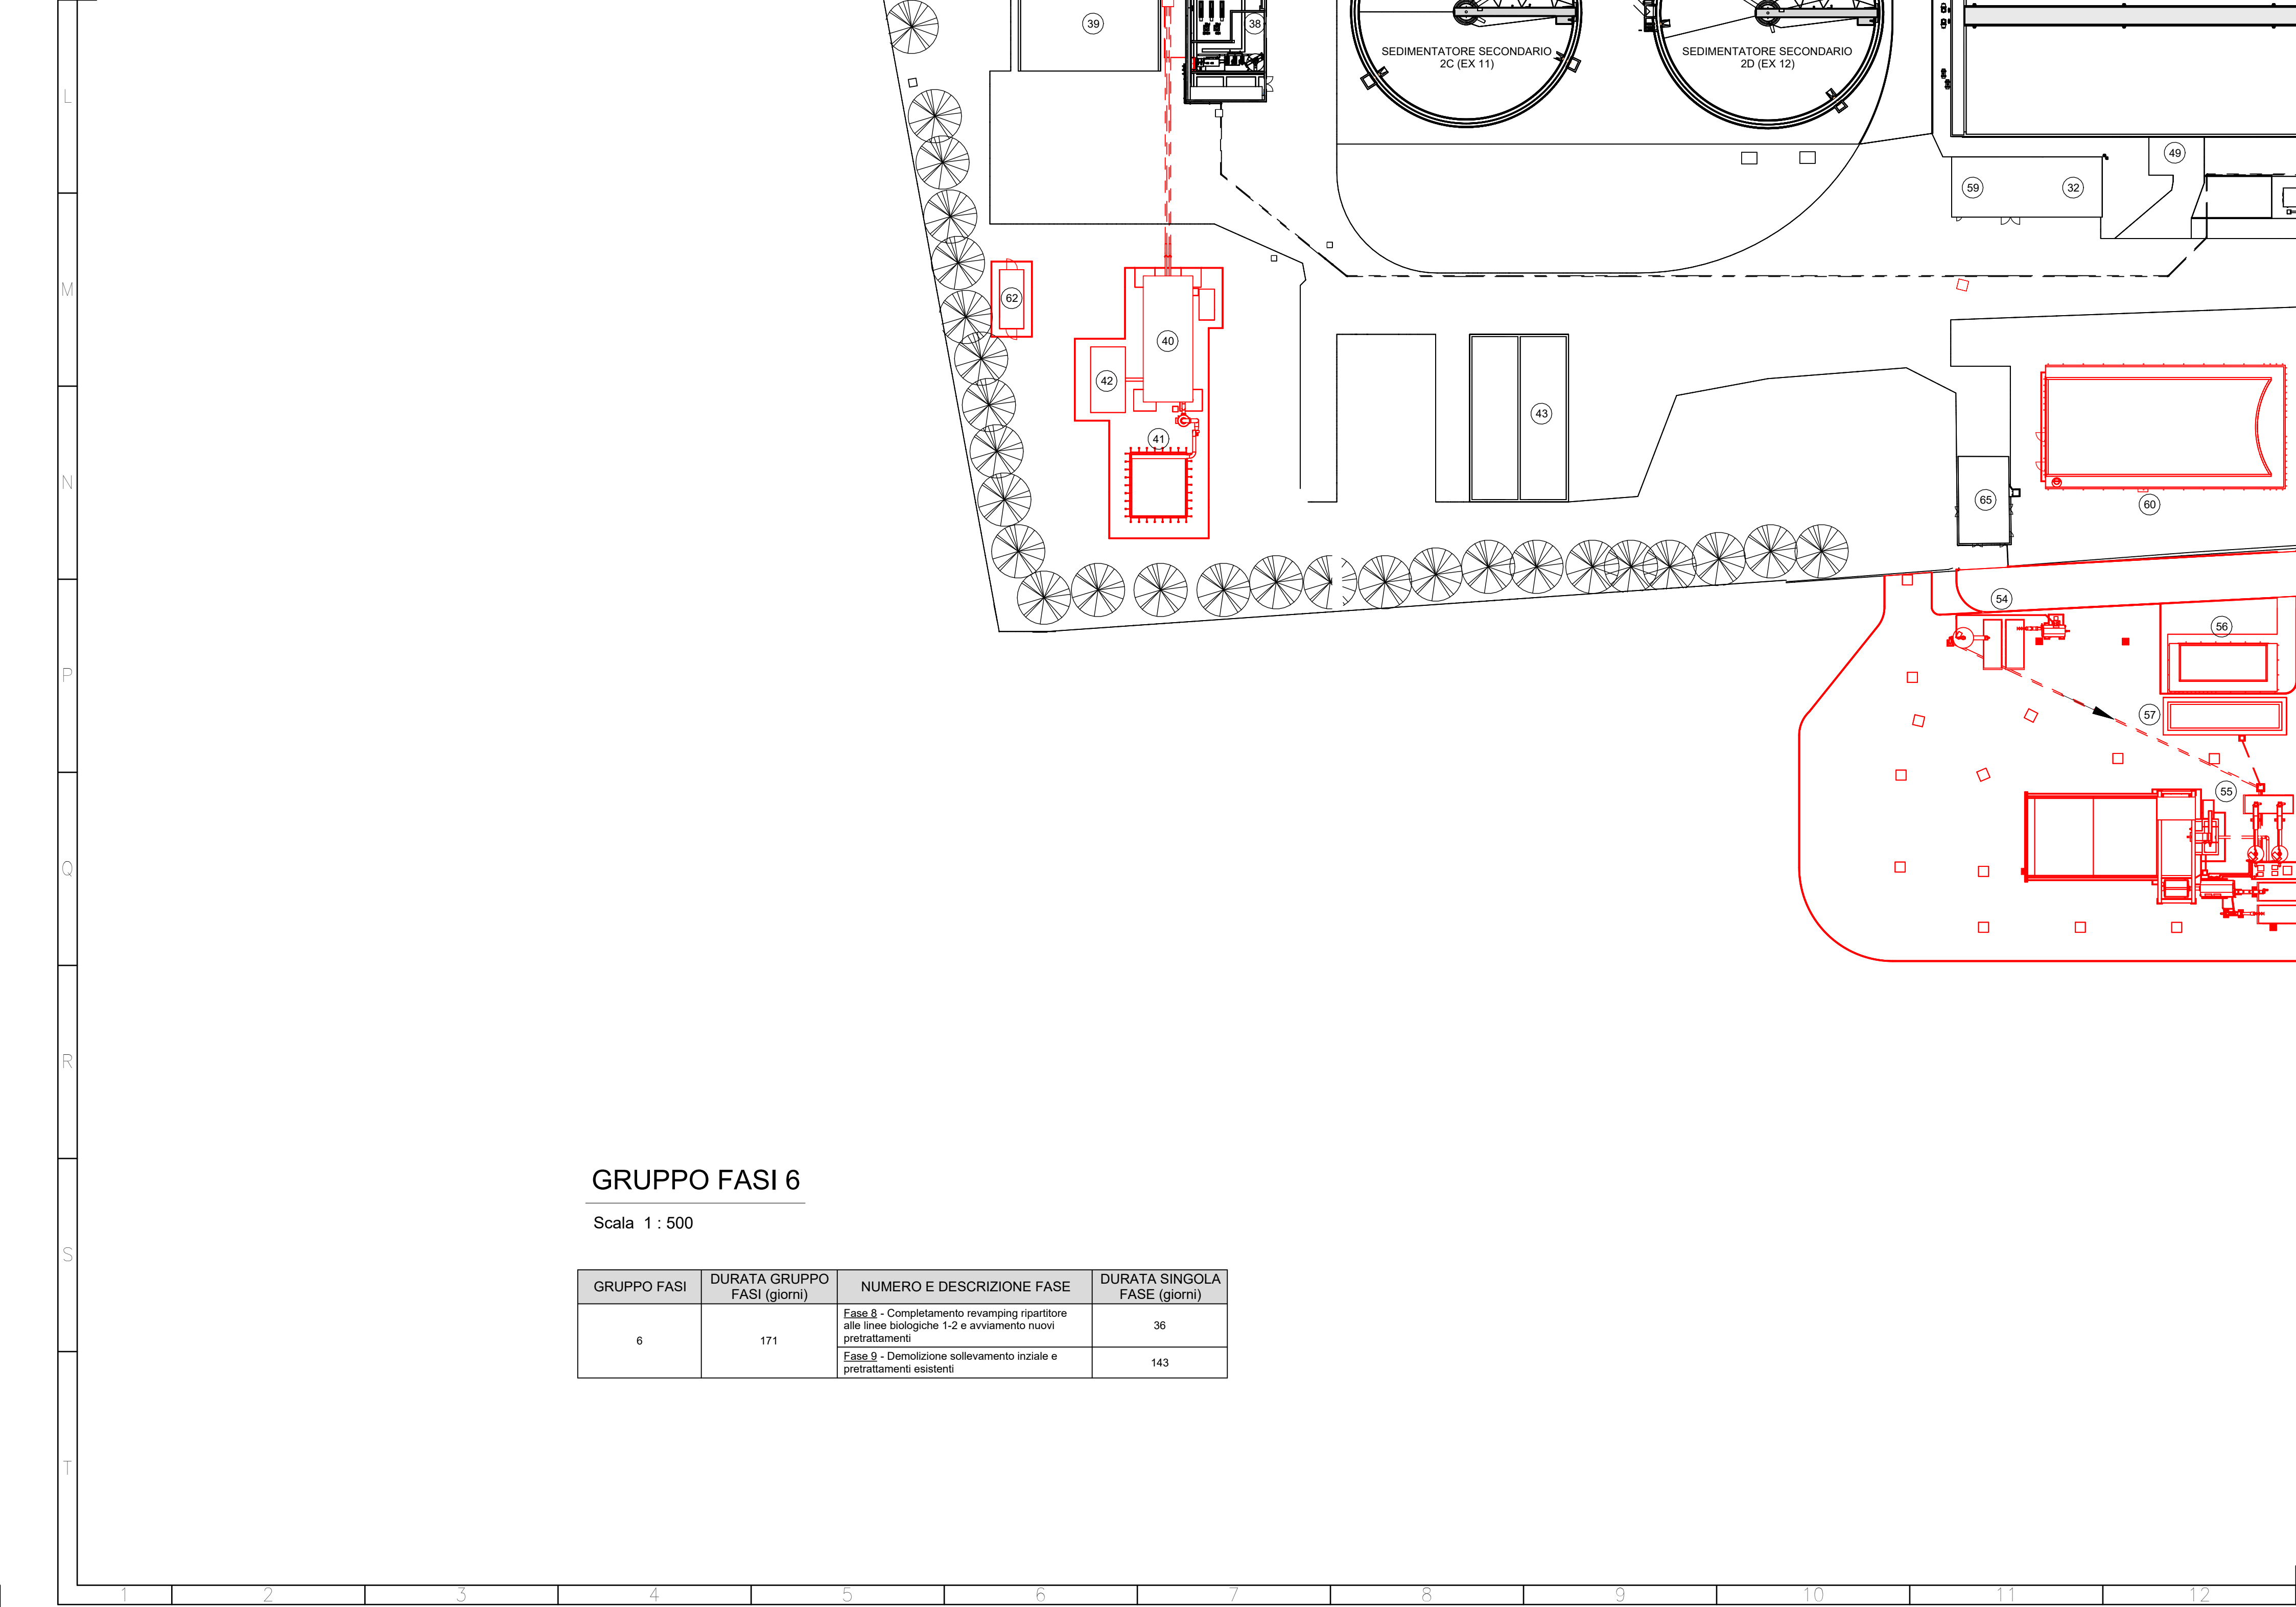 39
38
SEDIMENTATORE SECONDARIO
2C (EX 11)
SEDIMENTATORE SECONDARIO
2D (EX 12)
L
49
59
32
M
62
40
42
43
41
N
65
60
54
56
P
57
55
Q
R
GRUPPO FASI 6
Scala 1 : 500
S
GRUPPO FASI
DURATA GRUPPO
FASI (giorni)
NUMERO E DESCRIZIONE FASE
DURATA SINGOLA
FASE (giorni)
6
171
Fase 8 - Completamento revamping ripartitore
alle linee biologiche 1-2 e avviamento nuovi
pretrattamenti
36
Fase 9 - Demolizione sollevamento inziale e
pretrattamenti esistenti
143
T
1 2 3 4 5 6 7 8 9 10 11 12